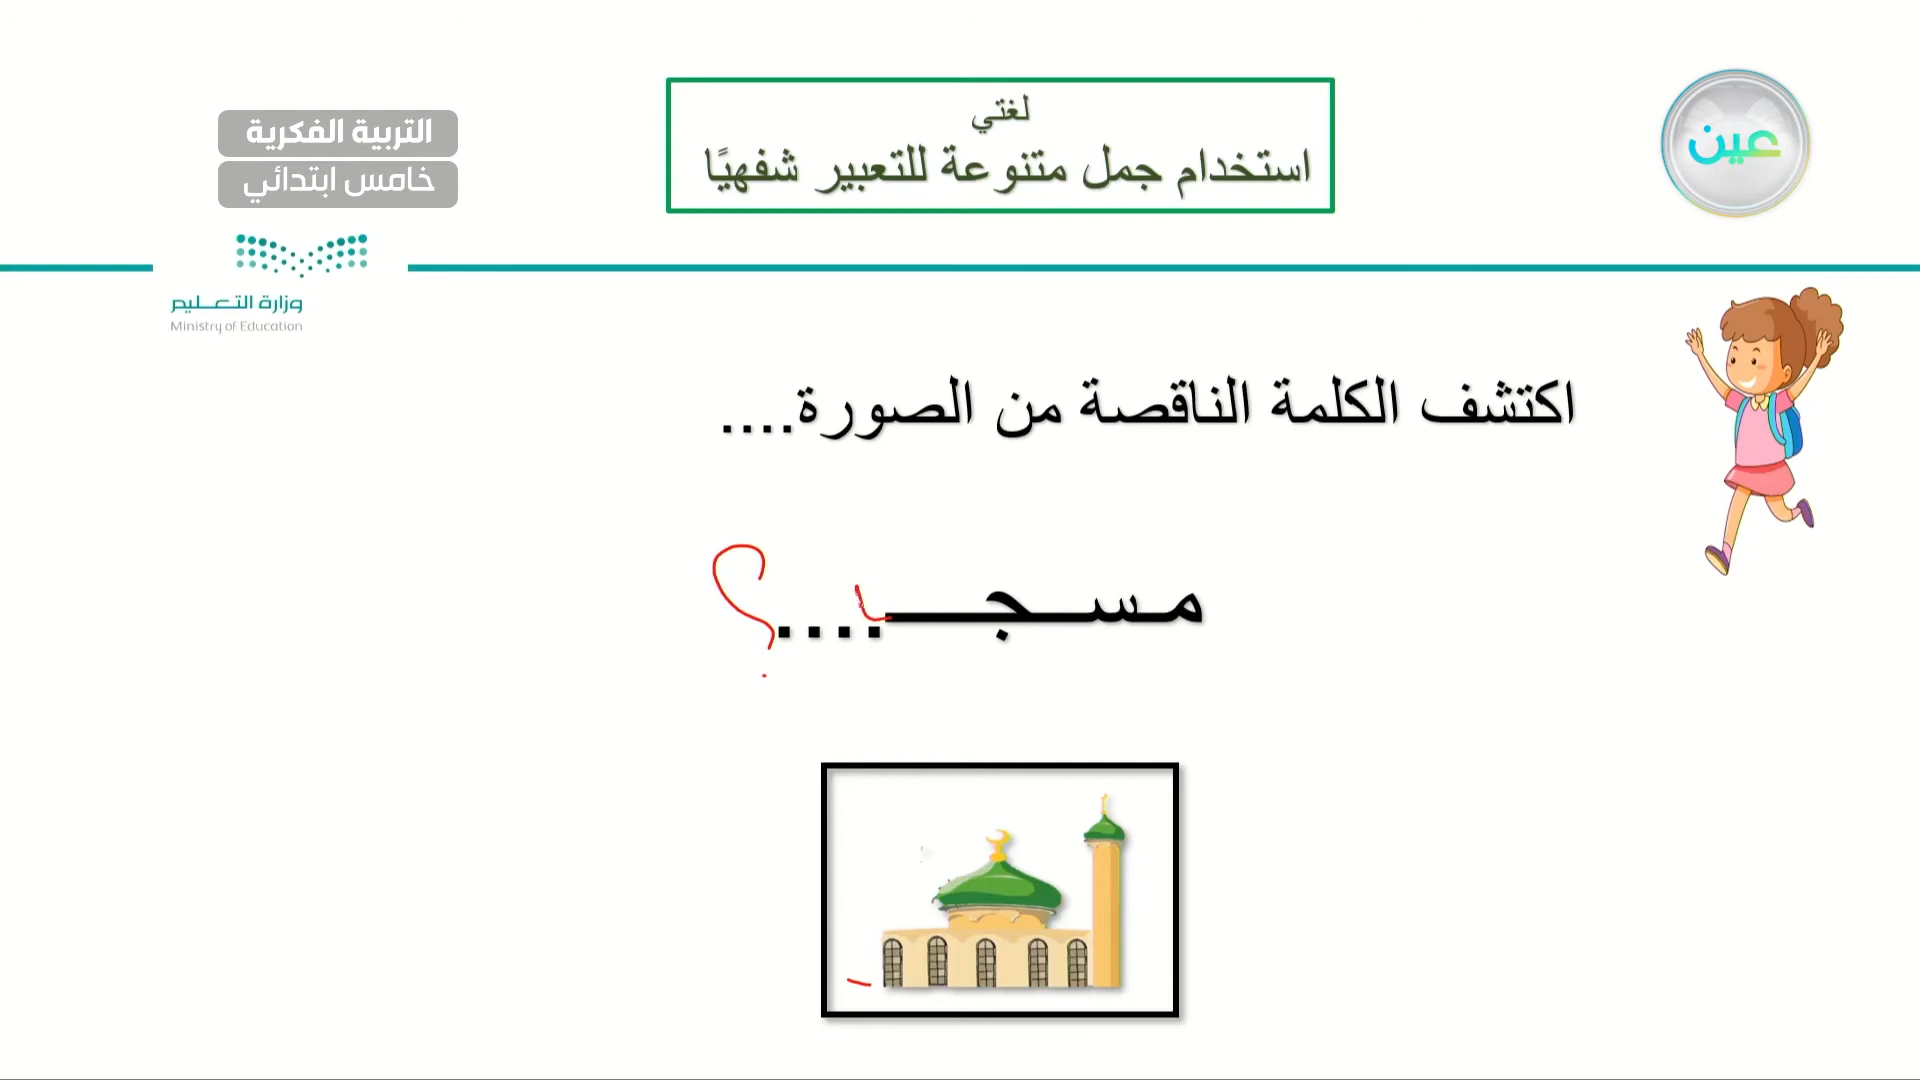 لغتي
استخدام جمل متنوعة للتعبير شفهيًا
عين
التربية الفكرية
خامس ابتدائي
وزارة التعليم
Ministry of Education
اكتشف الكلمة الناقصة من الصورة....
مـسـجـد....؟